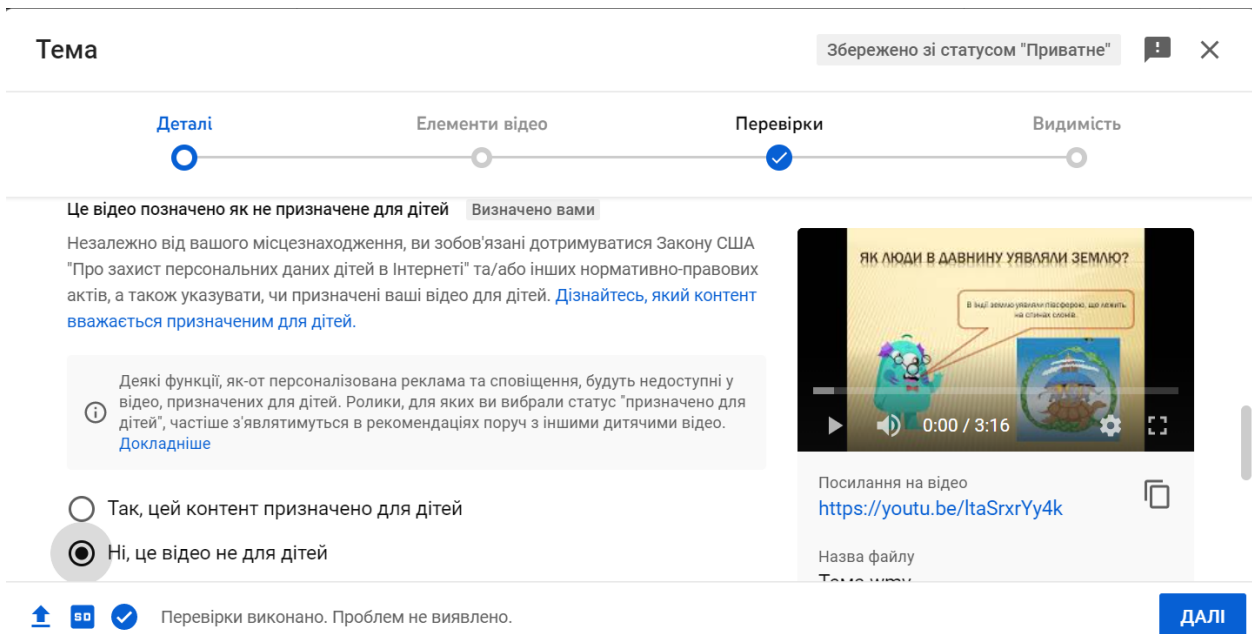 Тема
Збережено зі статусом "Приватне"
Деталі
Елементи відео
Перевірки
Видимість
Це відео позначено як не призначене для дітей Визначено вами
Незалежно від вашого місцезнаходження, ви зобов'язані дотримуватися Закону США
"Про захист персональних даних дітей в Інтернеті" та/або інших нормативно-правових
актів, а також указувати, чи призначені ваші відео для дітей. Дізнайтесь, який контент
вважається призначеним для дітей.
Деякі функції, як-от персоналізована реклама та сповіщення, будуть недоступні у
відео, призначених для дітей. Ролики, для яких ви вибрали статус "призначено для
дітей", частіше з'являтимуться в рекомендаціях поруч з іншими дитячими відео.
Докладніше
Так, цей контент призначено для дітей
Ні, це відео не для дітей
ЯК ЛЮДИ В ДАВНИНУ УЯВЛЯЛИ ЗЕМЛЮ?
В Індії землю уявляли півсферою, що лежить
на спинах слонів.
0:00 / 3:16
Посилання на відео
https://youtu.be/ltaSrxrYy4k
Назва файлу
Тема.wmv
SD
Перевірки виконано. Проблем не виявлено.
ДАЛІ